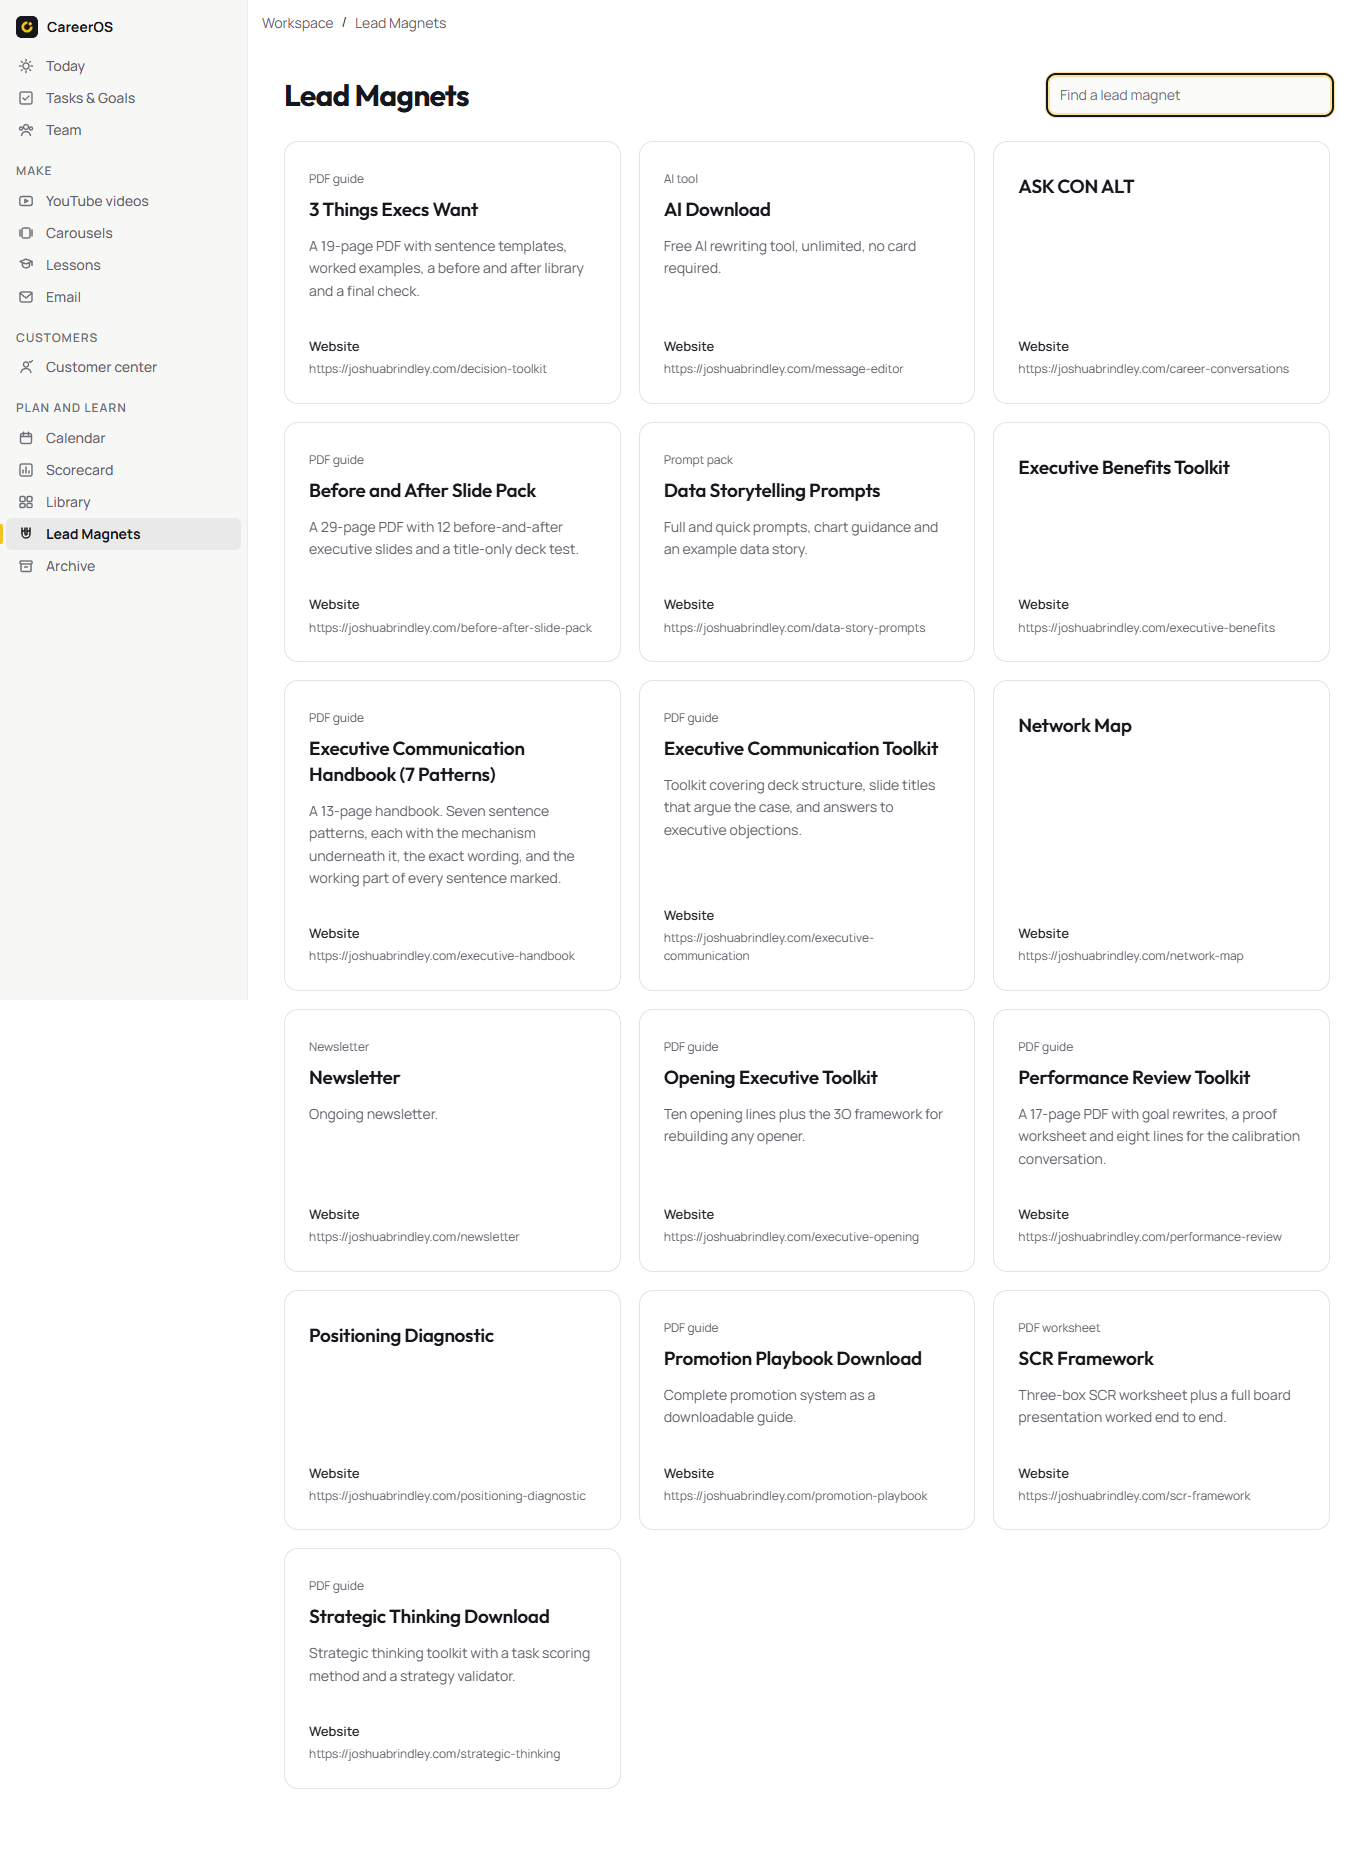 CareerOS
Today
Tasks & Goals
Team
MAKE
YouTube videos
Carousels
Lessons
Email
CUSTOMERS
Customer center
PLAN AND LEARN
Calendar
Scorecard
Library
Lead Magnets
Archive
Workspace / Lead Magnets
Lead Magnets
Find a lead magnet
PDF guide
3 Things Execs Want
A 19-page PDF with sentence templates,
worked examples, a before and after library
and a final check.
Website
https://joshuabrindley.com/decision-toolkit
AI tool
AI Download
Free AI rewriting tool, unlimited, no card
required.
Website
https://joshuabrindley.com/message-editor
ASK CON ALT
Website
https://joshuabrindley.com/career-conversations
PDF guide
Before and After Slide Pack
A 29-page PDF with 12 before-and-after
executive slides and a title-only deck test.
Website
https://joshuabrindley.com/before-after-slide-pack
Prompt pack
Data Storytelling Prompts
Full and quick prompts, chart guidance and
an example data story.
Website
https://joshuabrindley.com/data-story-prompts
Executive Benefits Toolkit
Website
https://joshuabrindley.com/executive-benefits
PDF guide
Executive Communication
Handbook (7 Patterns)
A 13-page handbook. Seven sentence
patterns, each with the mechanism
underneath it, the exact wording, and the
working part of every sentence marked.
Website
https://joshuabrindley.com/executive-handbook
PDF guide
Executive Communication Toolkit
Toolkit covering deck structure, slide titles
that argue the case, and answers to
executive objections.
Website
https://joshuabrindley.com/executive-
communication
Network Map
Website
https://joshuabrindley.com/network-map
Newsletter
Newsletter
Ongoing newsletter.
Website
https://joshuabrindley.com/newsletter
PDF guide
Opening Executive Toolkit
Ten opening lines plus the 3O framework for
rebuilding any opener.
Website
https://joshuabrindley.com/executive-opening
PDF guide
Performance Review Toolkit
A 17-page PDF with goal rewrites, a proof
worksheet and eight lines for the calibration
conversation.
Website
https://joshuabrindley.com/performance-review
Positioning Diagnostic
Website
https://joshuabrindley.com/positioning-diagnostic
PDF guide
Promotion Playbook Download
Complete promotion system as a
downloadable guide.
Website
https://joshuabrindley.com/promotion-playbook
PDF worksheet
SCR Framework
Three-box SCR worksheet plus a full board
presentation worked end to end.
Website
https://joshuabrindley.com/scr-framework
PDF guide
Strategic Thinking Download
Strategic thinking toolkit with a task scoring
method and a strategy validator.
Website
https://joshuabrindley.com/strategic-thinking